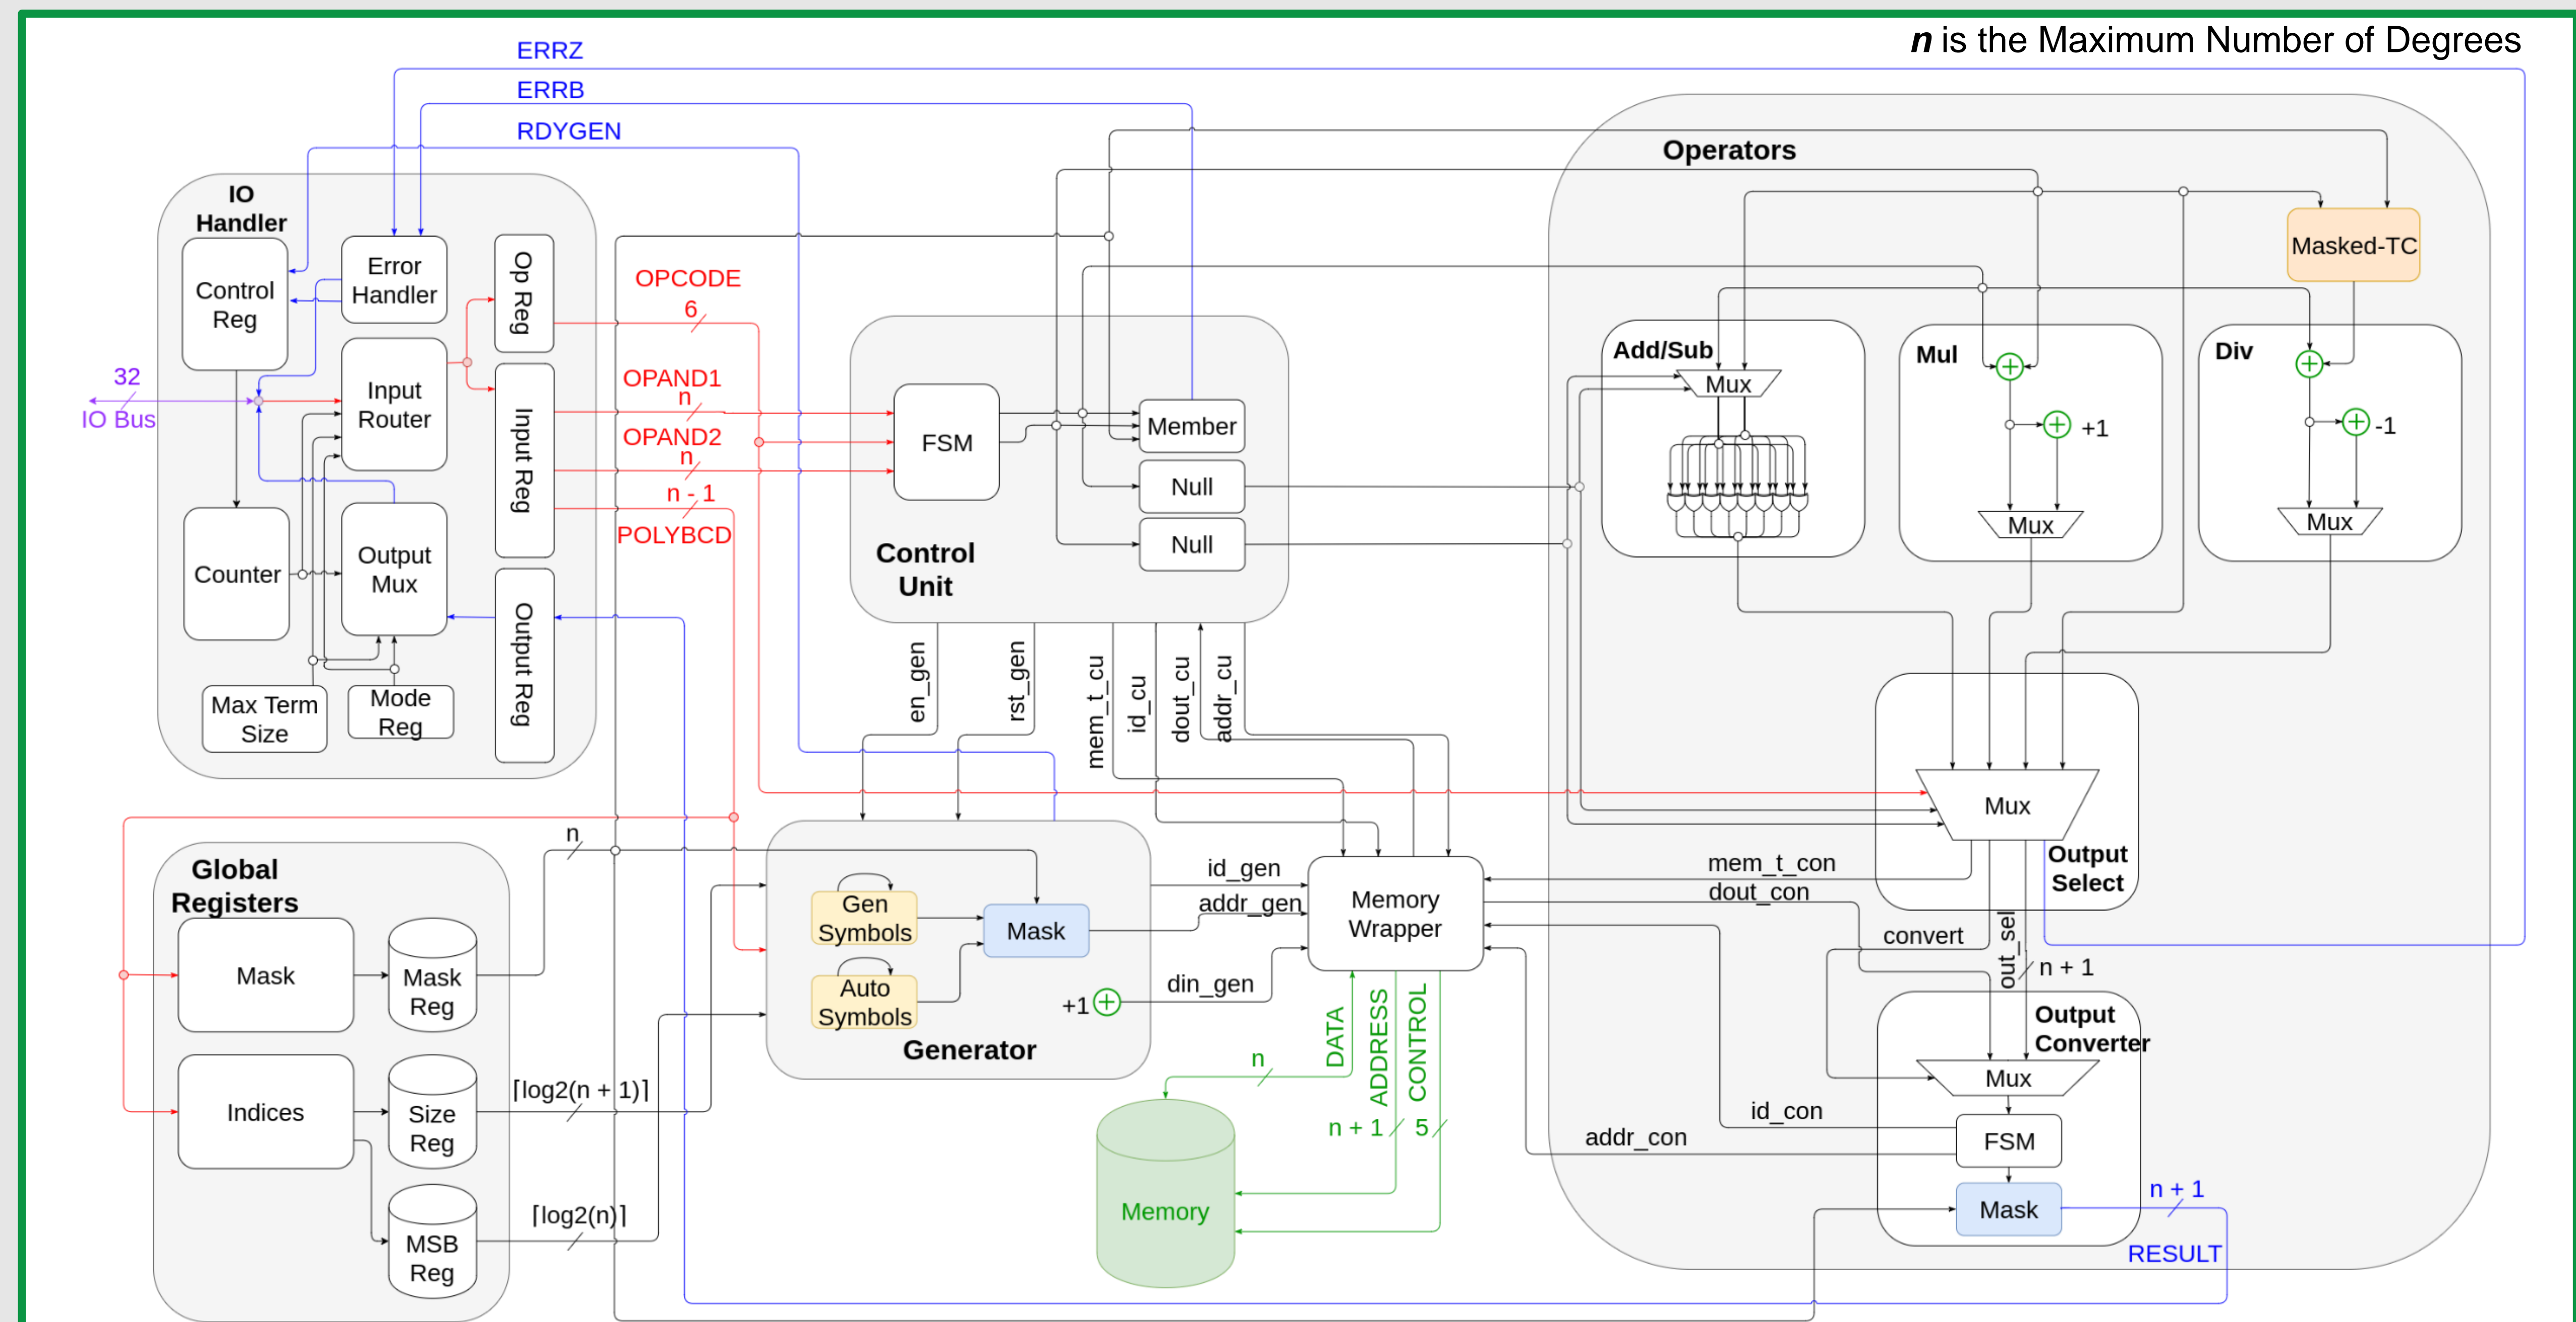 n is the Maximum Number of Degrees
ERRZ
ERRB
RDYGEN
IO
Handler
Control
Reg
Error
Handler
Op Reg
Input
Router
Input Reg
32
IO Bus
Counter
Output
Mux
Output Reg
Max Term
Size
Mode
Reg
OPCODE
6
OPAND1
n
OPAND2
n
n - 1
POLYBCD
FSM
Member
Null
Null
Control
Unit
Operators
Masked-TC
Add/Sub
Mux
Mul
+1
Mux
Div
-1
Mux
en_gen
rst_gen
mem_t_cu
id_cu
dout_cu
addr_cu
Mux
Output
Select
Global
Registers
n
Mask
Mask
Reg
Indices
Size
Reg
MSB
Reg
⌈log2(n + 1)⌉
⌈log2(n)⌉
Gen
Symbols
Auto
Symbols
Mask
+1
Generator
id_gen
addr_gen
din_gen
Memory
Wrapper
mem_t_con
dout_con
convert
out_sel
n + 1
DATA
ADDRESS
CONTROL
n
n + 1
5
Memory
Output
Converter
Mux
id_con
FSM
addr_con
Mask
n + 1
RESULT